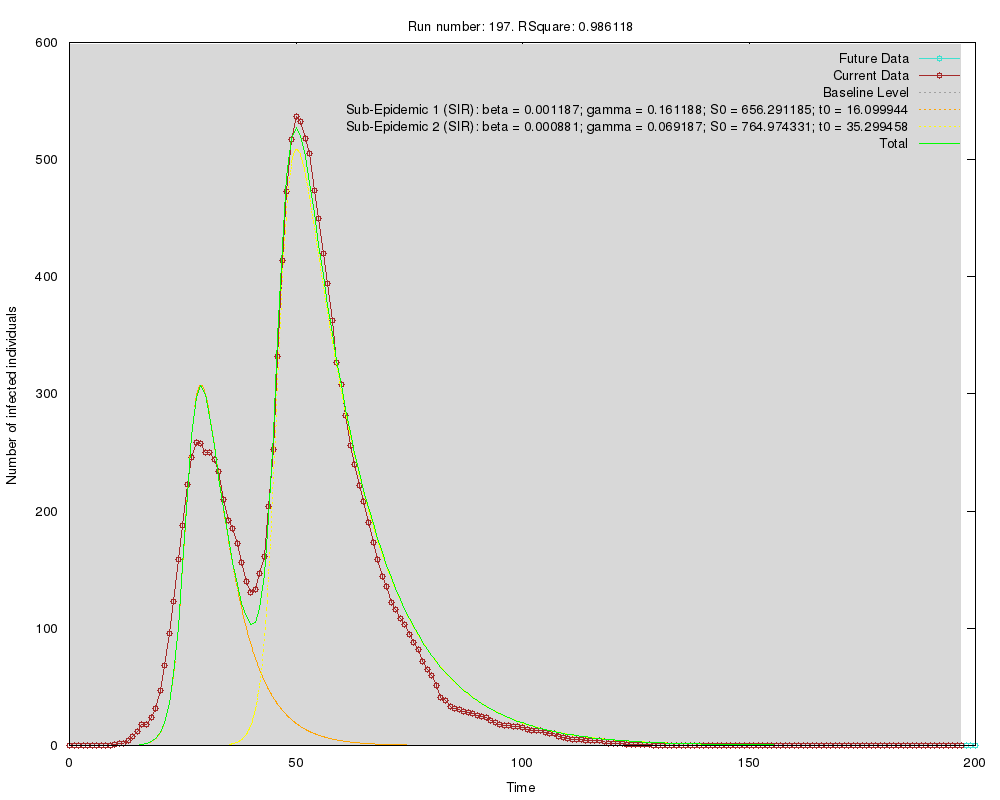 Run number: 197. RSquare: 0.986118
600
500
400
300
200
100
0
Number of infected individuals
Future Data
Current Data
Baseline Level
Sub-Epidemic 1 (SIR): beta = 0.001187; gamma = 0.161188; S0 = 656.291185; t0 = 16.099944
Sub-Epidemic 2 (SIR): beta = 0.000881; gamma = 0.069187; S0 = 764.974331; t0 = 35.299458
Total
0
50
100
150
200
Time